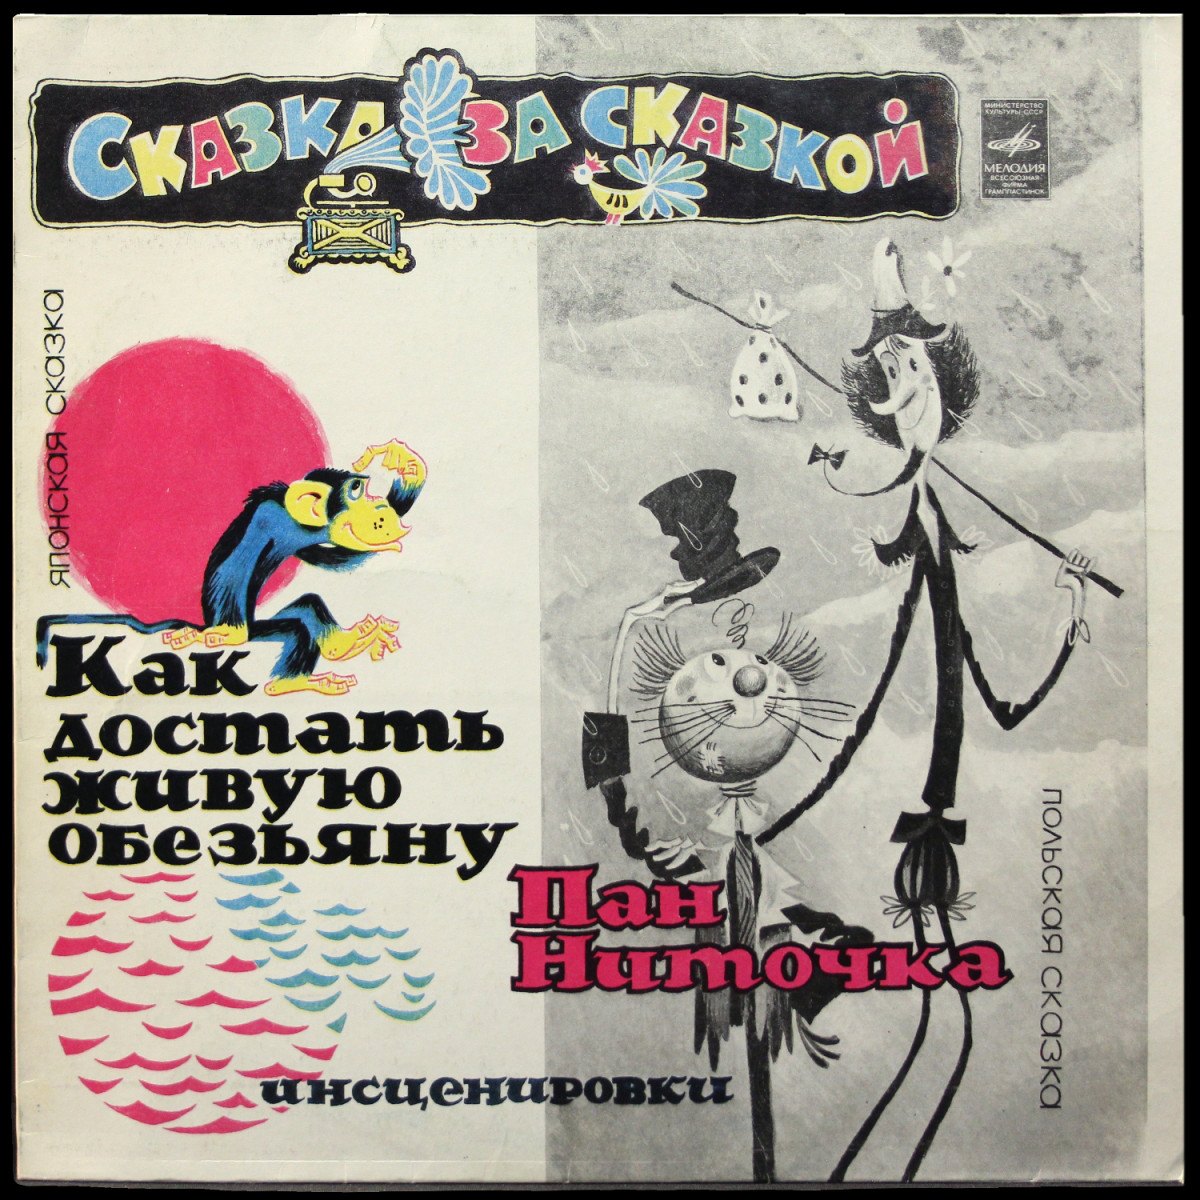 Сказка за сказкой
МИНИСТЕРСТВО
КУЛЬТУРЫ СССР
МЕЛОДИЯ
ВСЕСОЮЗНАЯ
ФИРМА
ГРАМПЛАСТИНОК
ЯПОНСКАЯ СКАЗКА
Как
достать
живую
обезьяну
Пан
Ниточка
ПОЛЬСКАЯ СКАЗКА
инсценировки